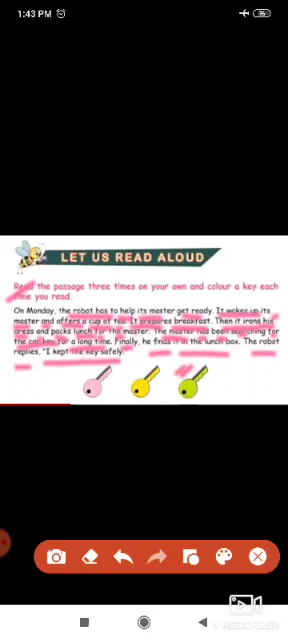 1:43 PM
LET US READ ALOUD
Read the passage three times on your own and colour a key each
time you read.
On Monday, the robot has to help its master get ready. It wakes up its
master and offers a cup of tea. It prepares breakfast. Then it irons his
dress and packs lunch for the master. The master has been searching for
the car key for a long time. Finally, he finds it in the lunch box. The robot
replies, "I kept the key safely."
V RECORDER